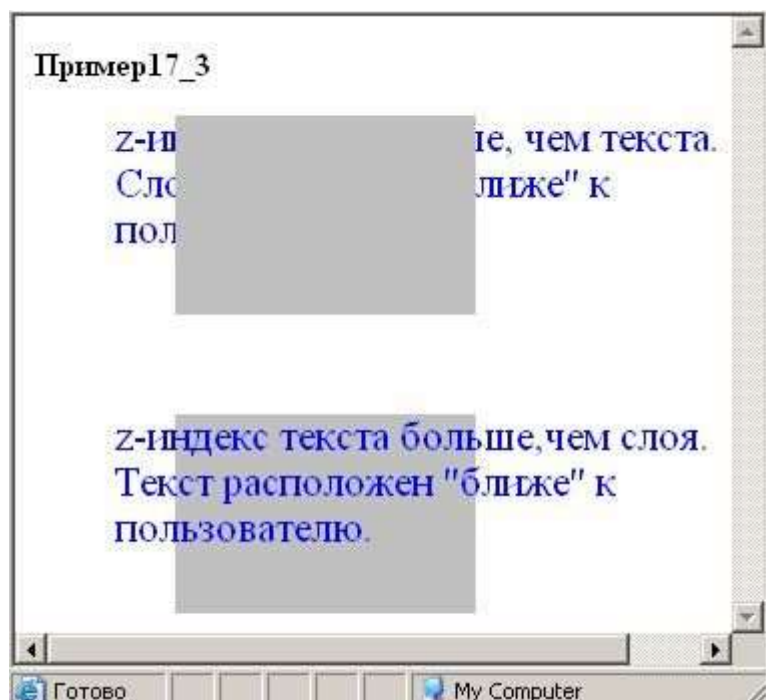 Пример17_3
z-ин е, чем текста.
Сло лиже" к
пол
z-индекс текста больше,чем слоя.
Текст расположен "ближе" к
пользователю.
Готово My Computer